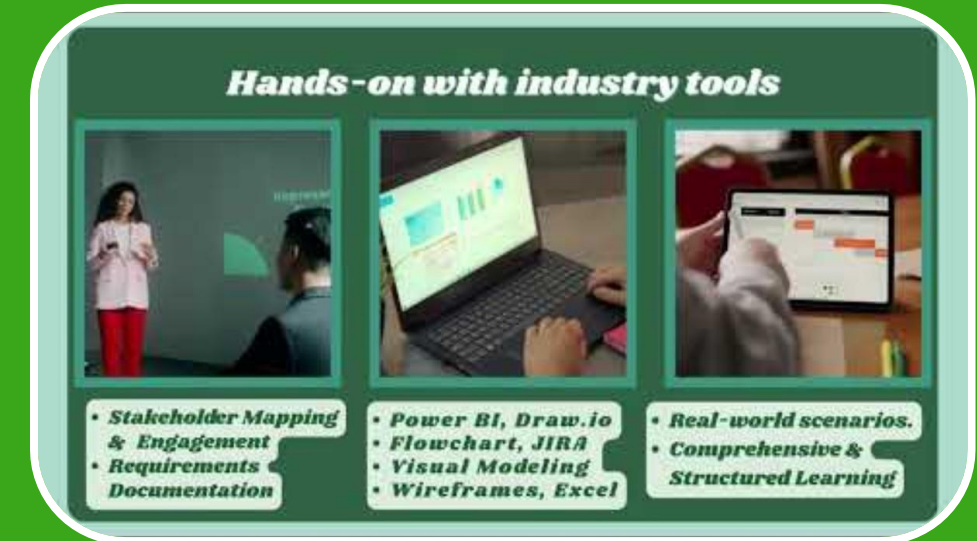 Hands-on with industry tools
• Stakeholder Mapping
& Engagement
• Requirements
Documentation
• Power BI, Draw.io
• Flowchart, JIRA
• Visual Modeling
• Wireframes, Excel
• Real-world scenarios.
• Comprehensive &
Structured Learning